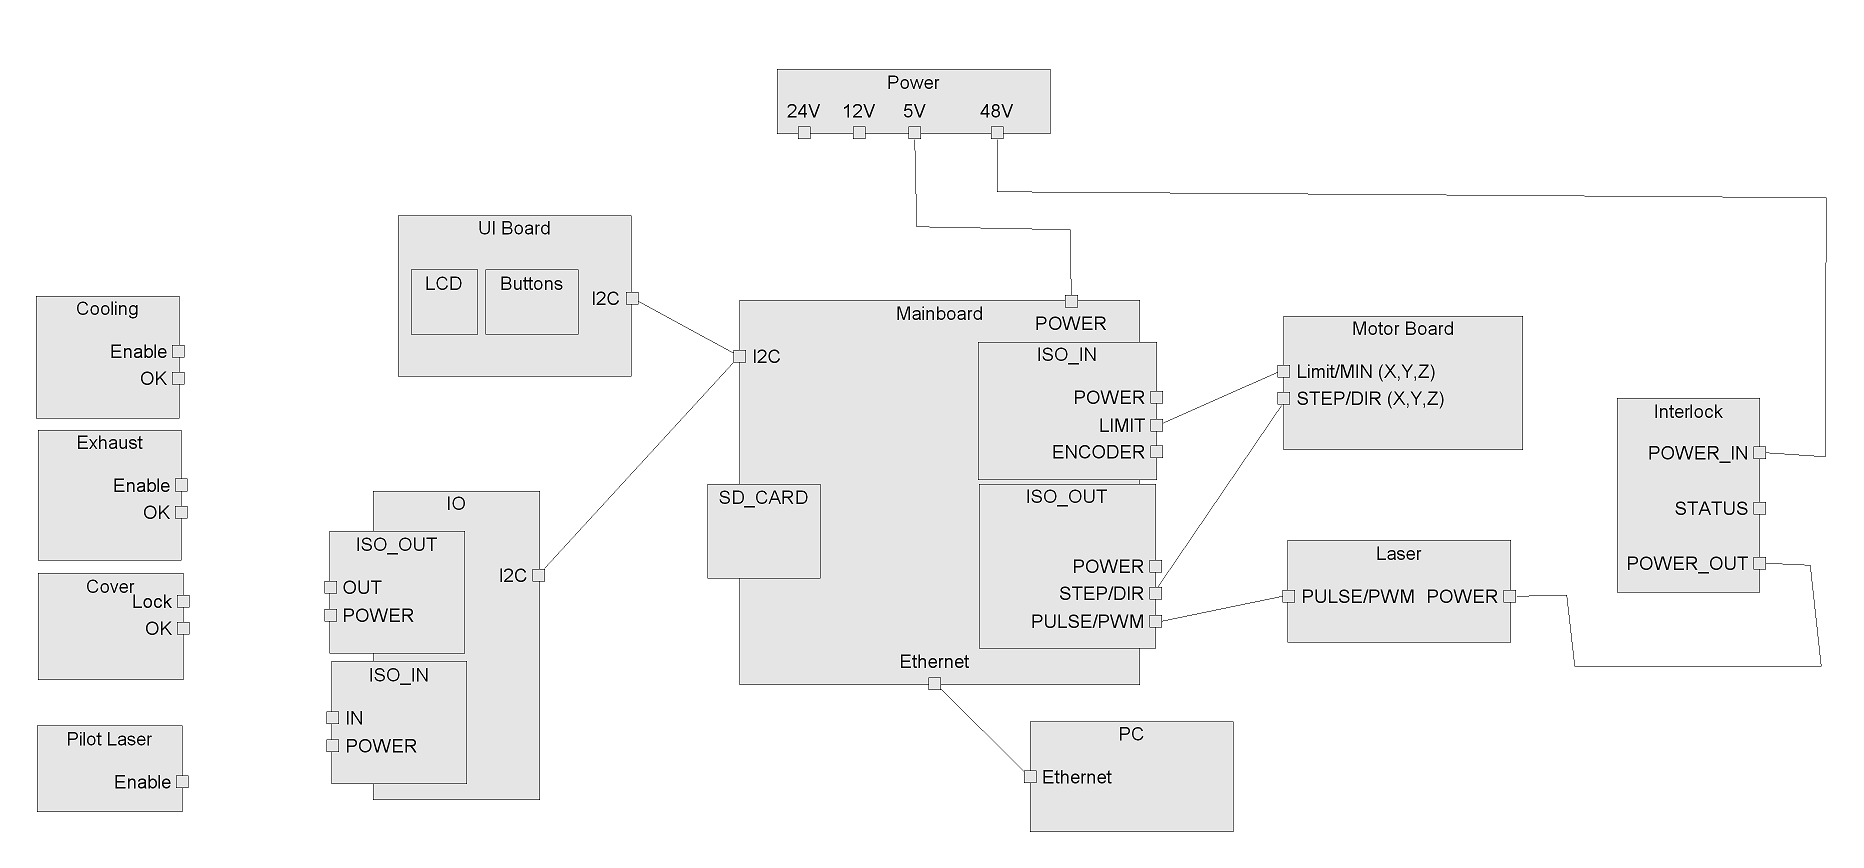 Power
24V 12V 5V 48V
UI Board
LCD Buttons
I2C
Cooling
Enable
OK
Exhaust
Enable
OK
Cover
Lock
OK
Pilot Laser
Enable
IO
ISO_OUT
OUT
POWER
I2C
ISO_IN
IN
POWER
Mainboard
POWER
I2C
ISO_IN
POWER
LIMIT
ENCODER
SD_CARD
ISO_OUT
POWER
STEP/DIR
PULSE/PWM
Ethernet
Motor Board
Limit/MIN (X,Y,Z)
STEP/DIR (X,Y,Z)
Laser
PULSE/PWM POWER
Interlock
POWER_IN
STATUS
POWER_OUT
PC
Ethernet